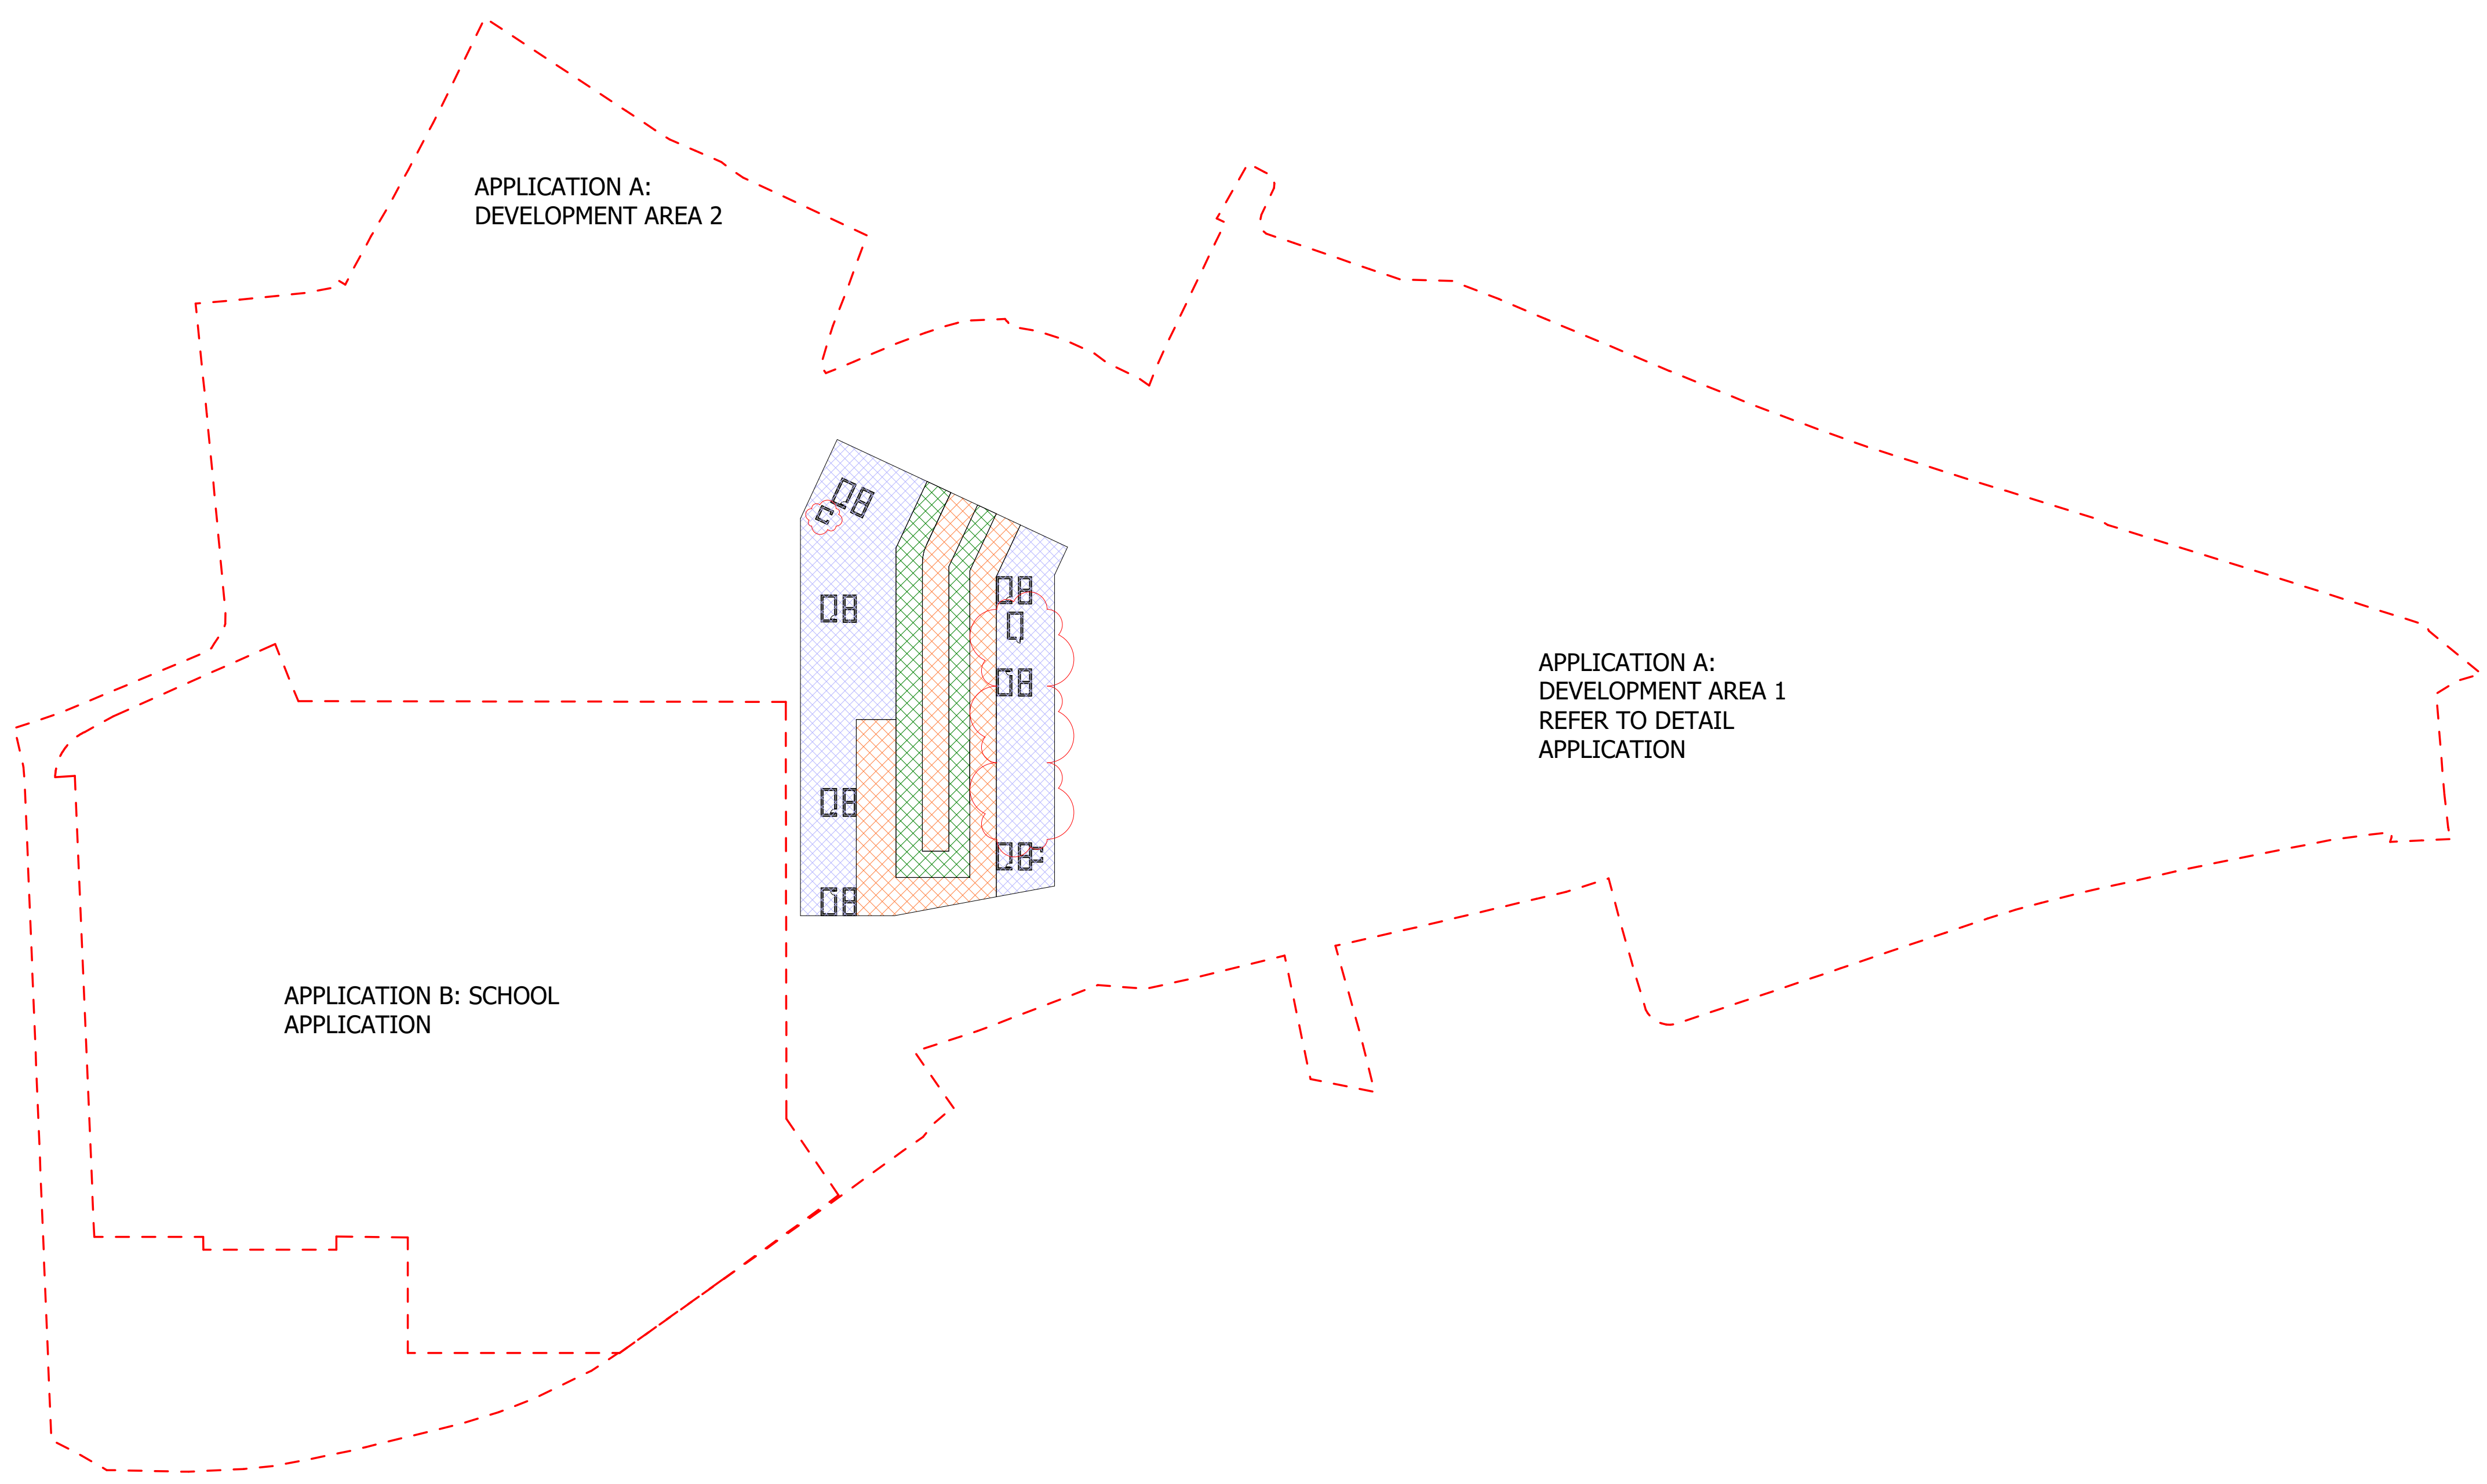 APPLICATION A:
DEVELOPMENT AREA 2
APPLICATION A:
DEVELOPMENT AREA 1
REFER TO DETAIL
APPLICATION
APPLICATION B: SCHOOL
APPLICATION